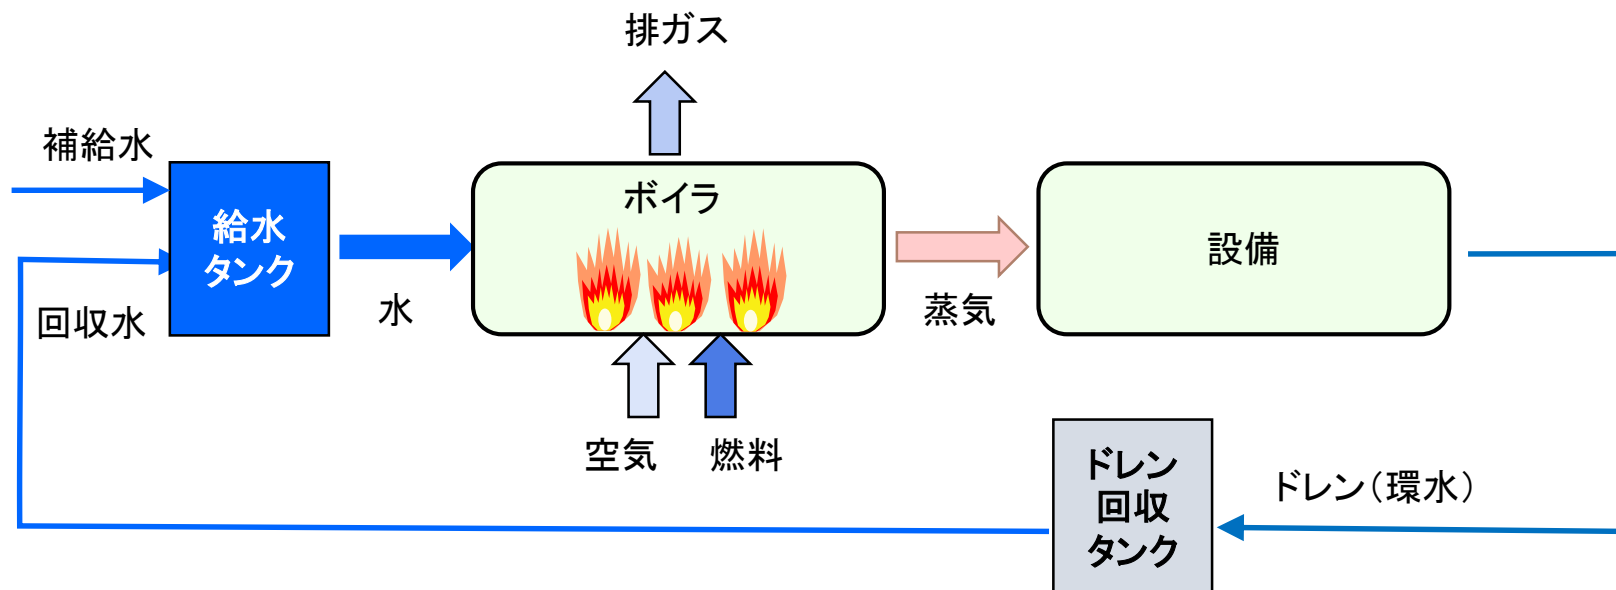 排ガス
補給水
給水
タンク
ボイラ
設備
回収水
水
蒸気
空気
燃料
ドレン
回収
タンク
ドレン（環水）